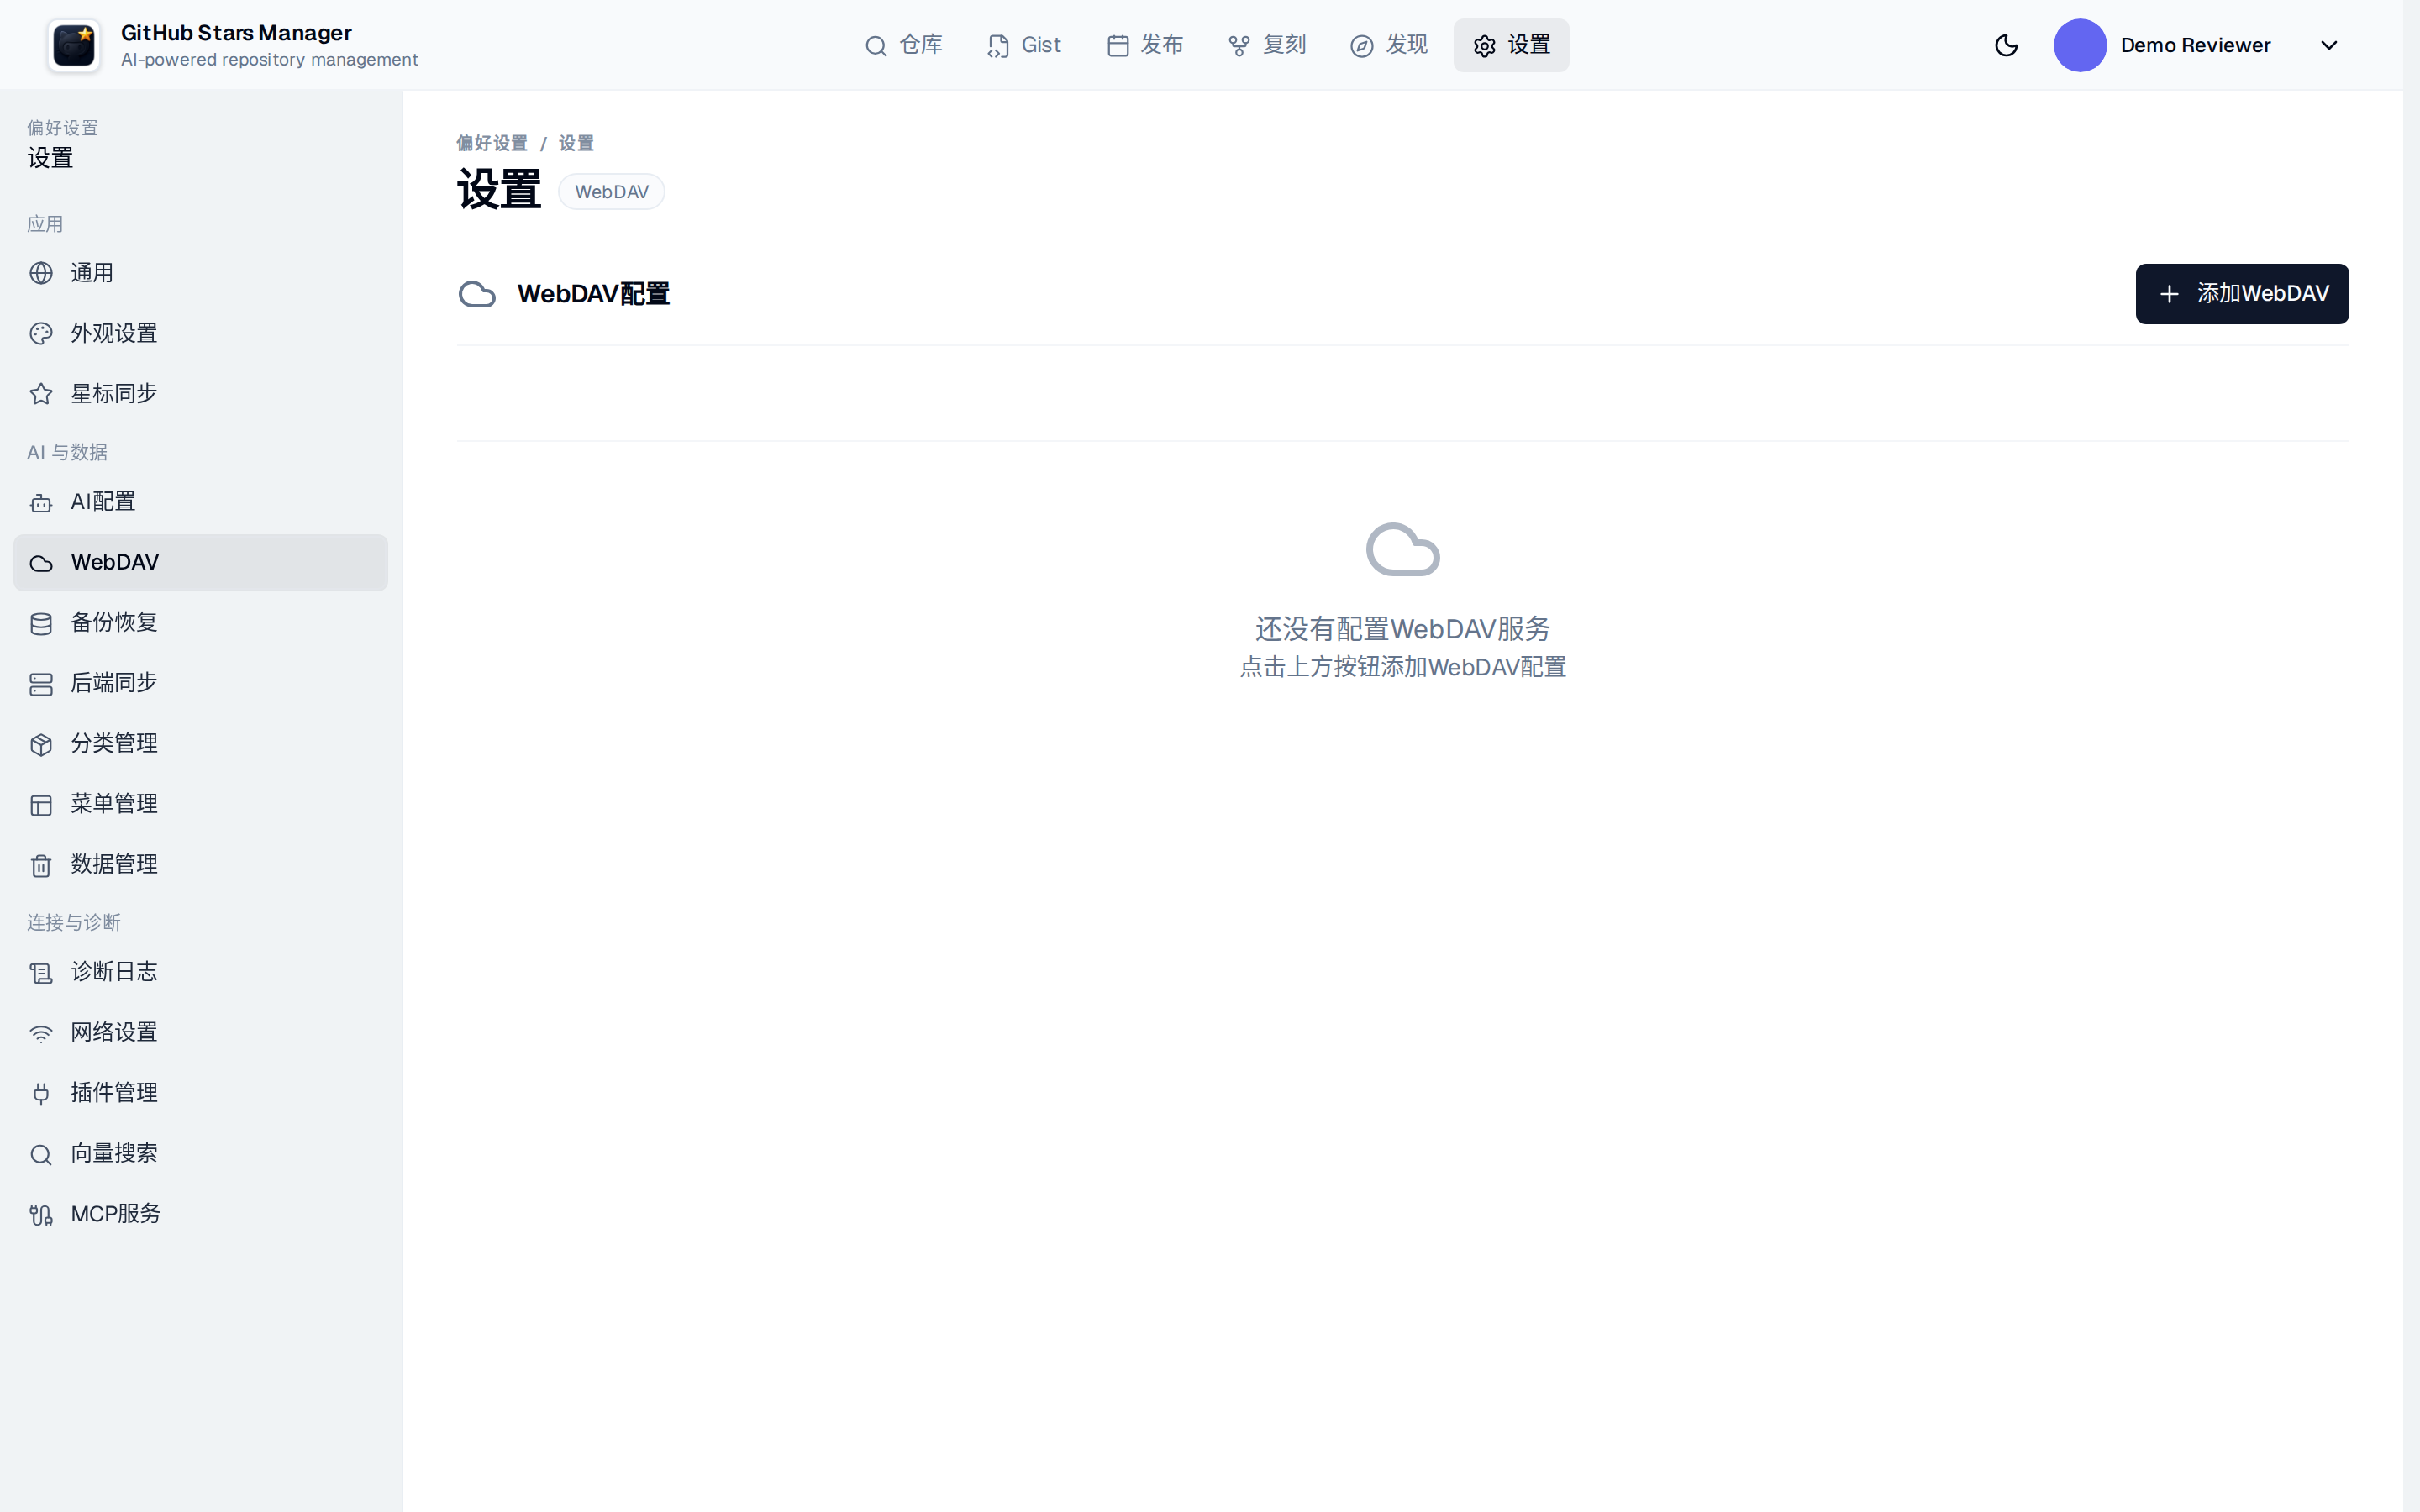 GitHub Stars Manager
AI-powered repository management
仓库
Gist
发布
复刻
发现
设置
Demo Reviewer
偏好设置
设置
应用
通用
外观设置
星标同步
AI 与数据
AI配置
WebDAV
备份恢复
后端同步
分类管理
菜单管理
数据管理
连接与诊断
诊断日志
网络设置
插件管理
向量搜索
MCP服务
偏好设置 / 设置
设置
WebDAV
WebDAV配置
添加WebDAV
还没有配置WebDAV服务
点击上方按钮添加WebDAV配置